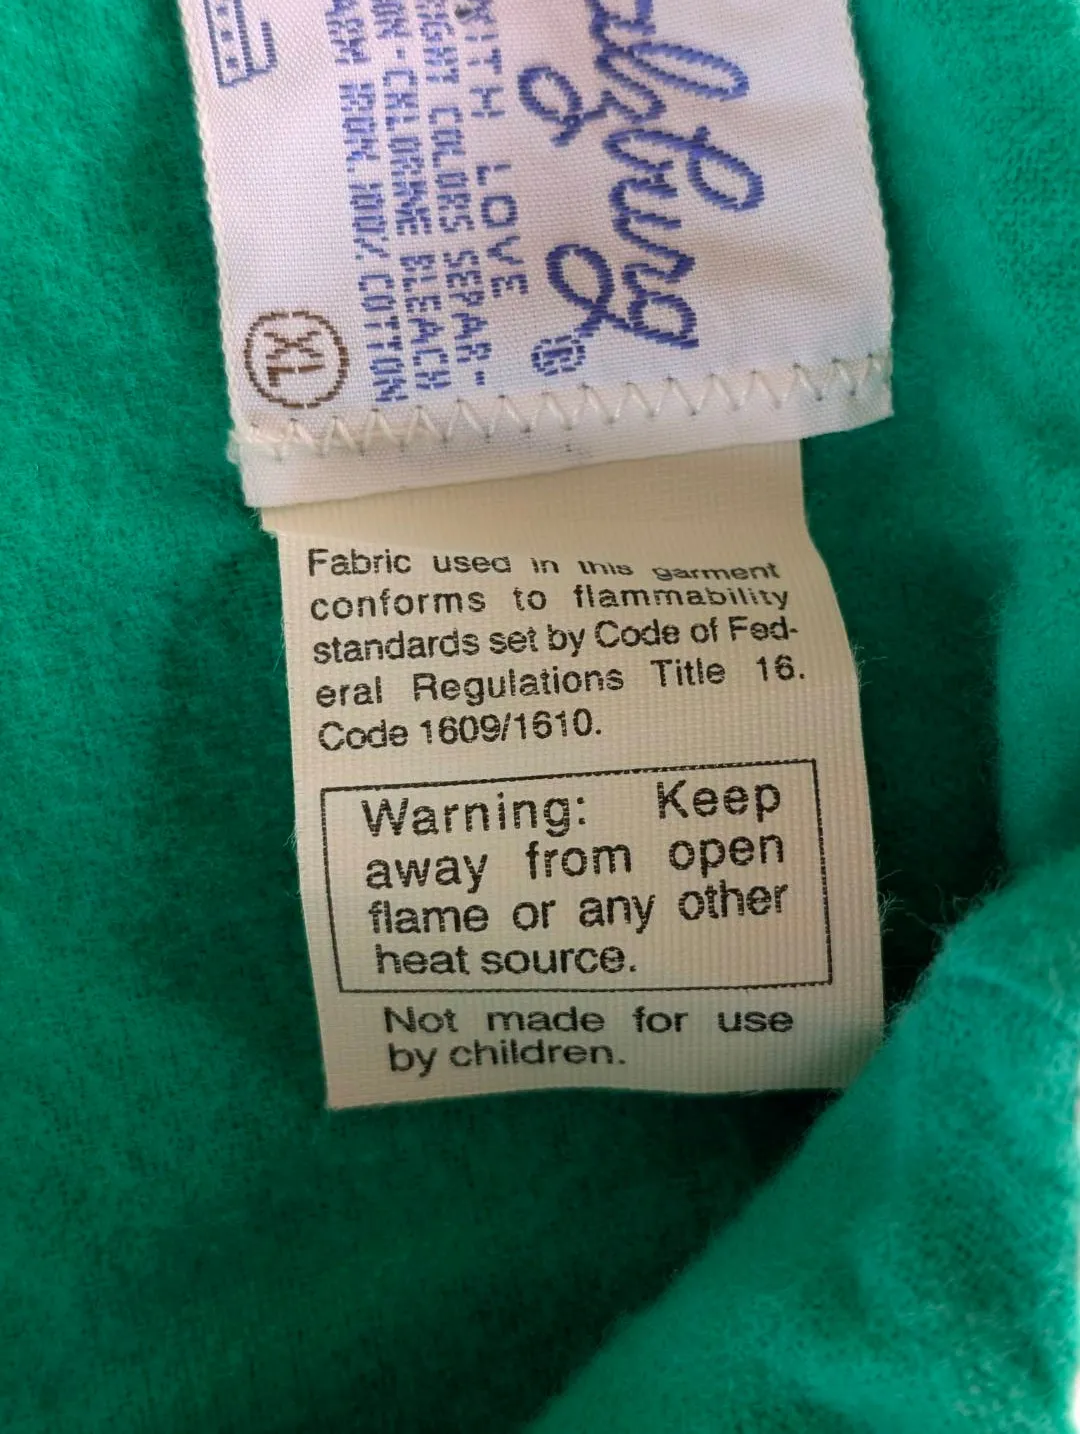 WITH LOVE
COLORS SEPAR-
CHLORINE BLEACH
IRON. 100% COTTON
®
XL
Fabric used in this garment
conforms to flammability
standards set by Code of Fed-
eral Regulations Title 16.
Code 1609/1610.
Warning: Keep
away from open
flame or any other
heat source.
Not made for use
by children.